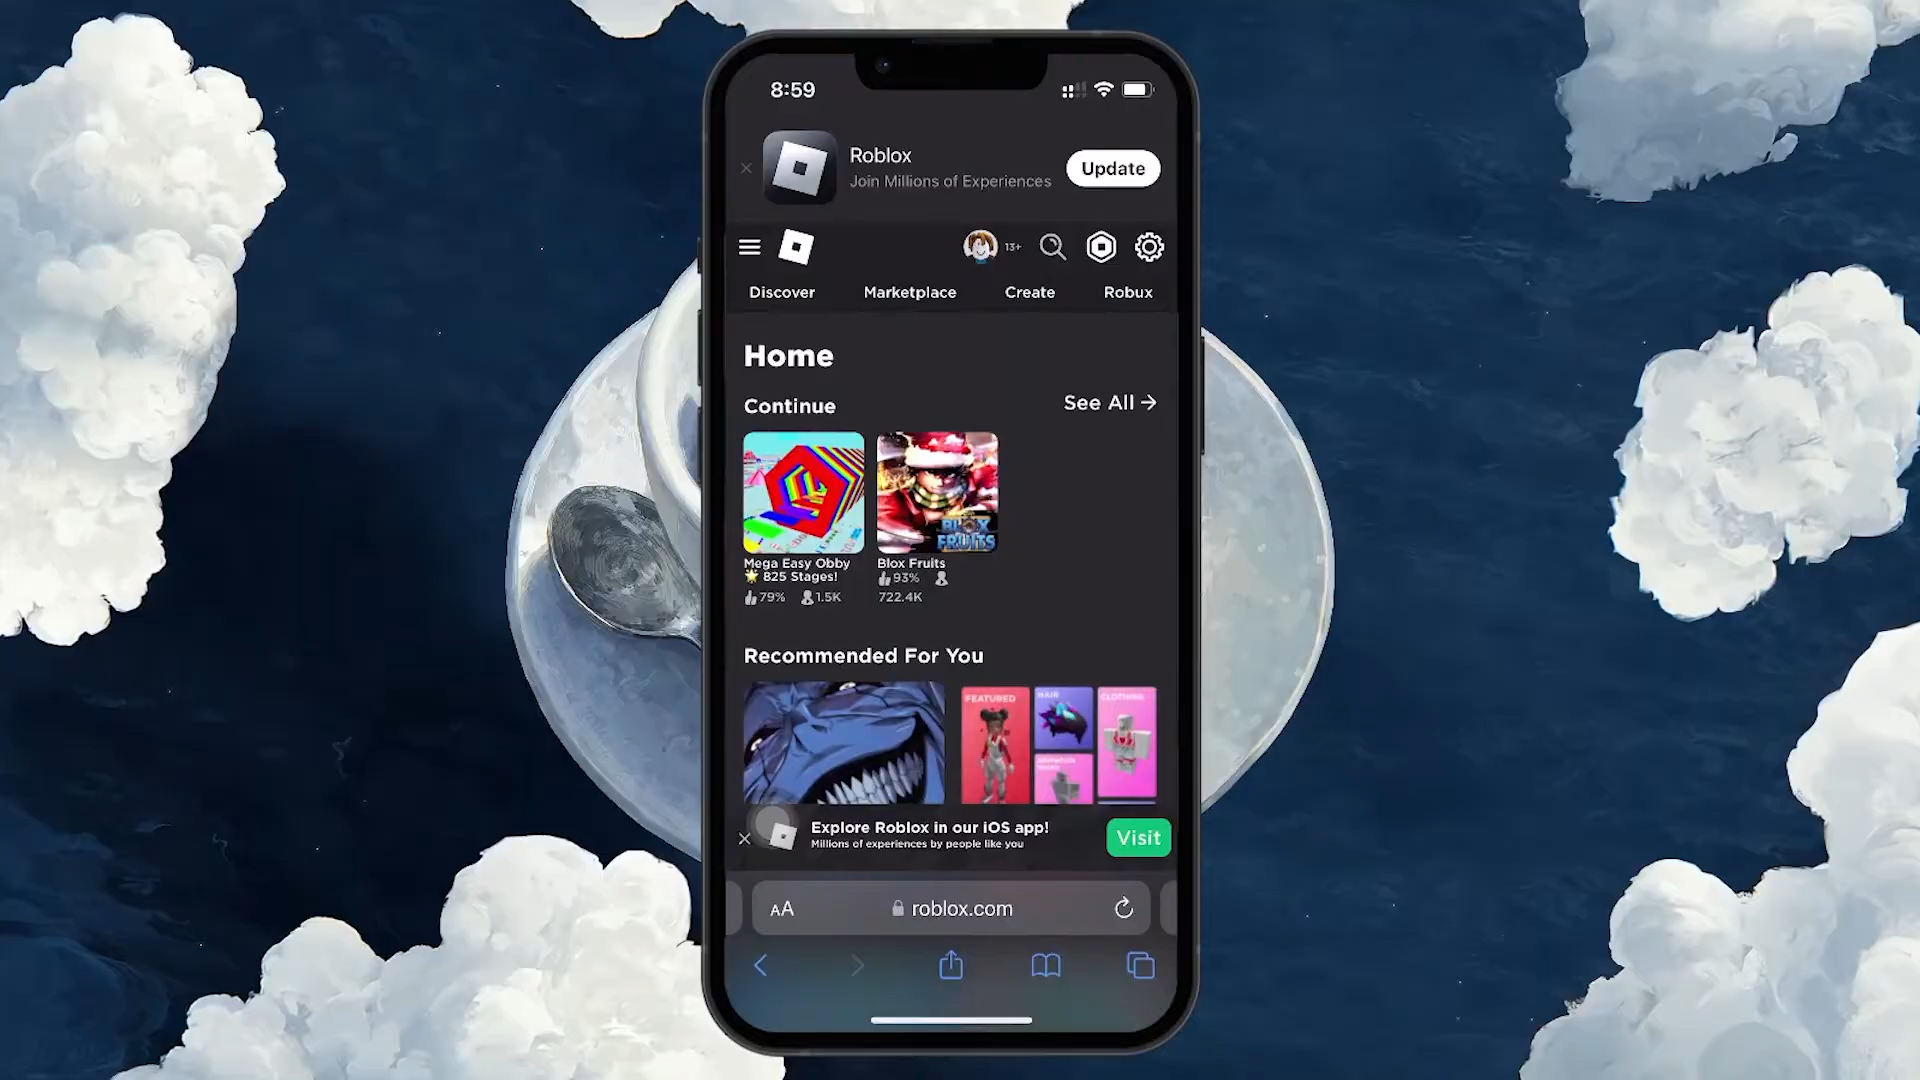 8:59
Roblox
Join Millions of Experiences
Update
13+
Discover Marketplace Create Robux
Home
Continue
See All →
BLOX
FRUITS
Mega Easy Obby
🌟 825 Stages!
79% 1.5K
Blox Fruits
93%
722.4K
Recommended For You
FEATURED
HAIR
CLOTHING
ANIMATION
Explore Roblox in our iOS app!
Millions of experiences by people like you
Visit
AA
roblox.com